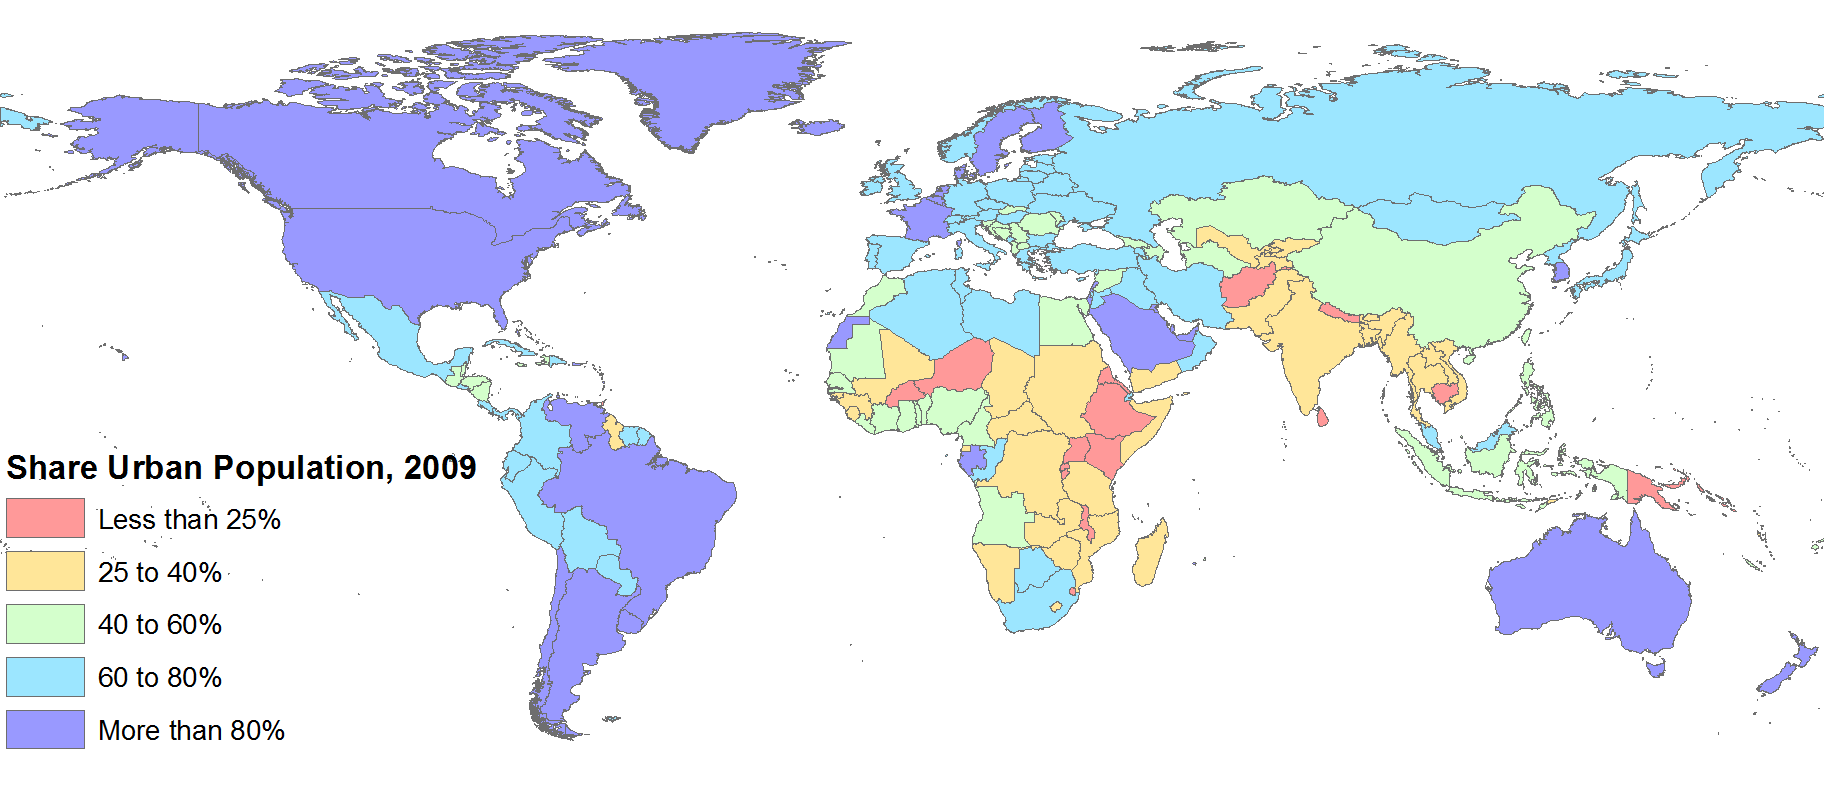 Share Urban Population, 2009
Less than 25%
25 to 40%
40 to 60%
60 to 80%
More than 80%